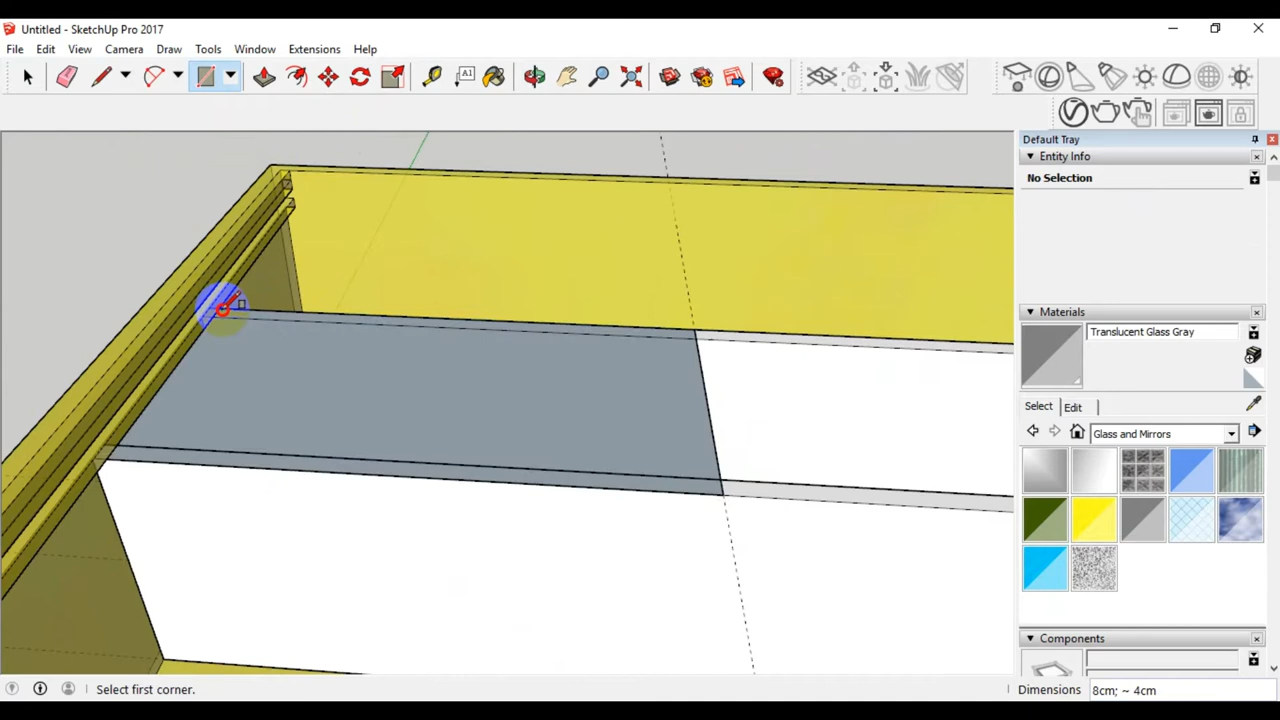 Untitled - SketchUp Pro 2017
File Edit View Camera Draw Tools Window Extensions Help
A1
Default Tray
Entity Info
No Selection
Materials
Translucent Glass Gray
Select Edit
Glass and Mirrors
Components
Select first corner.
Dimensions 8cm; ~ 4cm